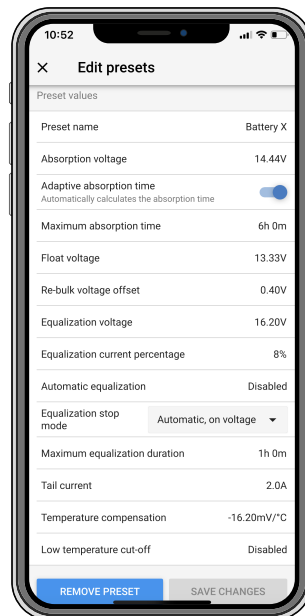 10:52
Edit presets
Preset values
Preset name Battery X
Absorption voltage 14.44V
Adaptive absorption time
Automatically calculates the absorption time
Maximum absorption time 6h 0m
Float voltage 13.33V
Re-bulk voltage offset 0.40V
Equalization voltage 16.20V
Equalization current percentage 8%
Automatic equalization Disabled
Equalization stop
mode Automatic, on voltage
Maximum equalization duration 1h 0m
Tail current 2.0A
Temperature compensation -16.20mV/°C
Low temperature cut-off Disabled
REMOVE PRESET SAVE CHANGES